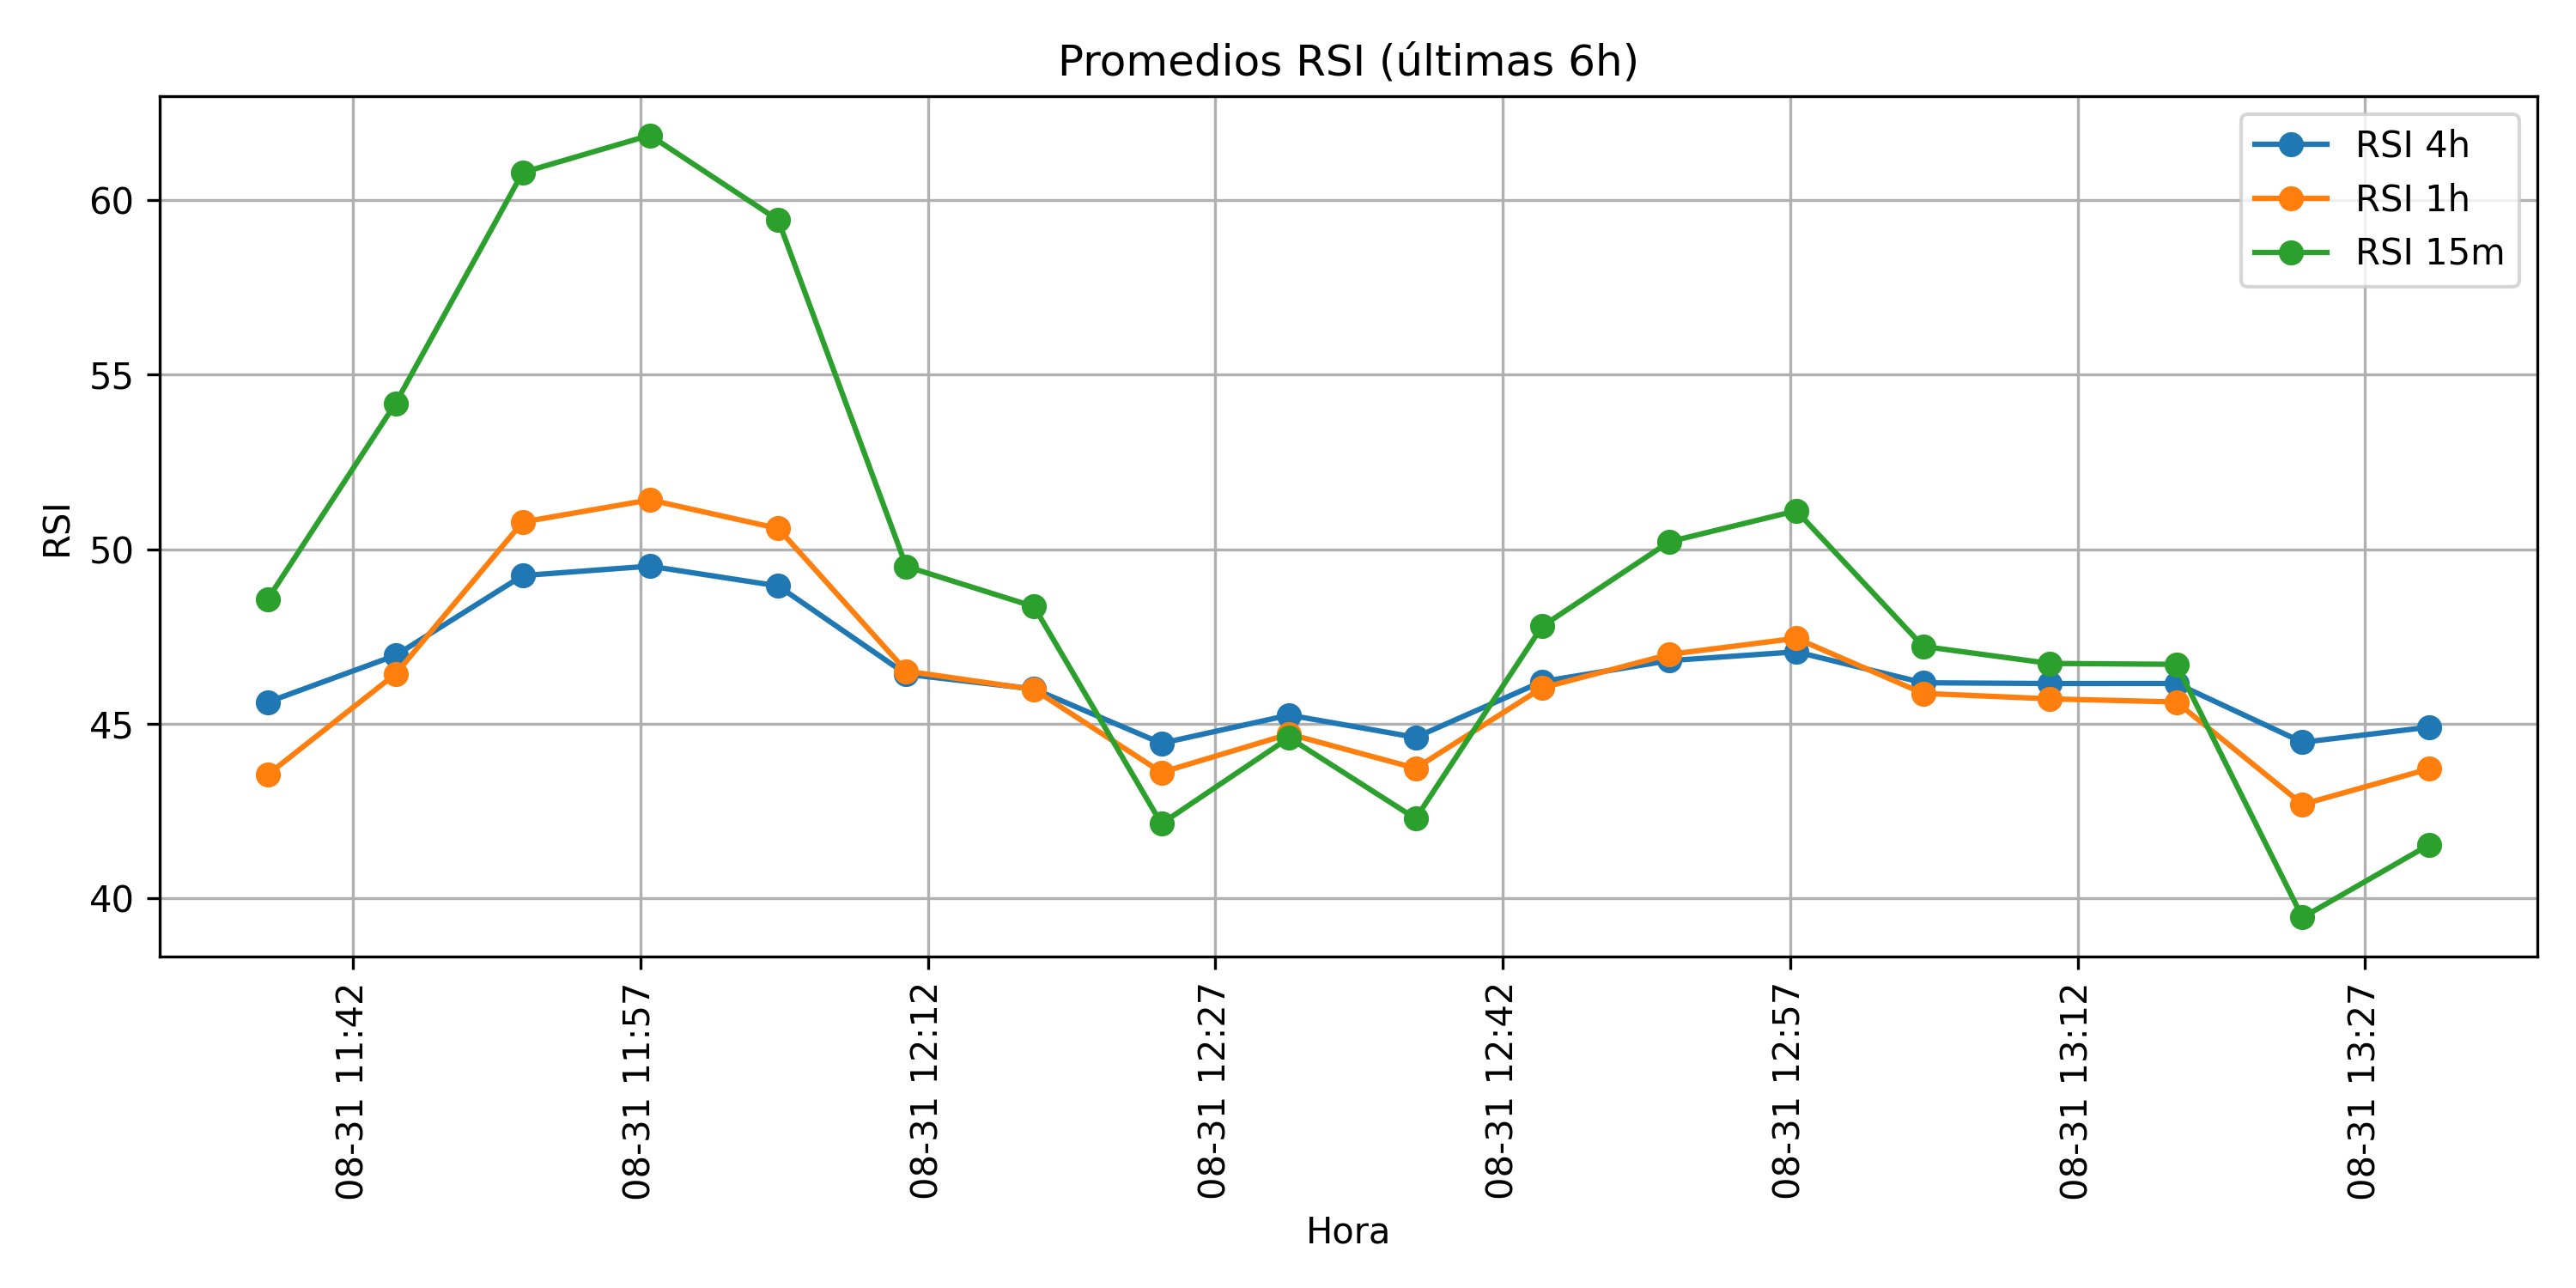 Promedios RSI (últimas 6h)
RSI 4h
RSI 1h
RSI 15m
RSI
60
55
50
45
40
08-31 11:42
08-31 11:57
08-31 12:12
08-31 12:27
08-31 12:42
08-31 12:57
08-31 13:12
08-31 13:27
Hora